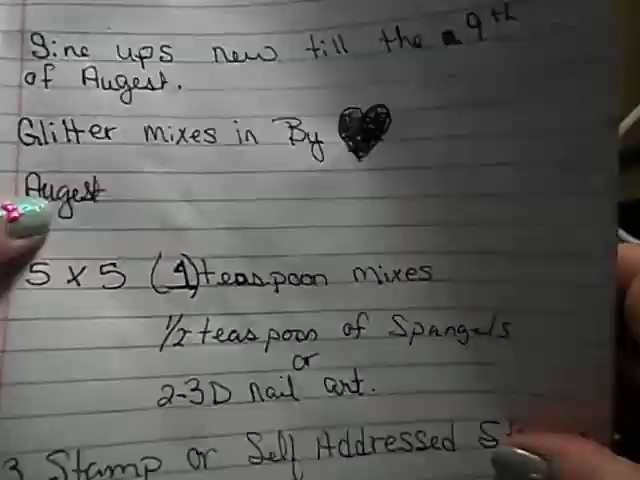 Sine ups new till the 9th
of Augest.
Glitter mixes in By
Augest
5 x 5 (1) teaspoon mixes
1/2 teaspoon of Spangels
or
2-3D nail art.
3 Stamp or Self Addressed